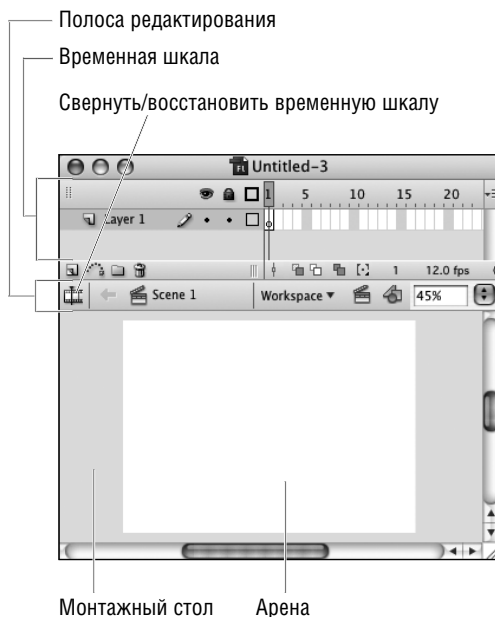 Полоса редактирования
Временная шкала
Свернуть/восстановить временную шкалу
Untitled-3
1 5 10 15 20
Layer 1
1 12.0 fps
Scene 1 Workspace 45%
Монтажный стол Арена